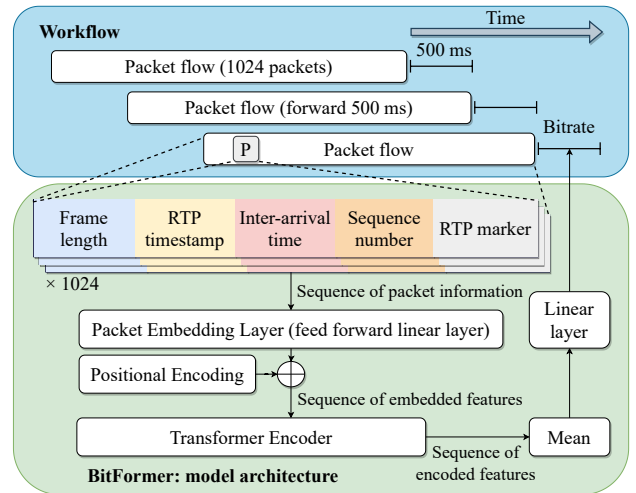 Workflow
Time
Packet flow (1024 packets)
500 ms
Packet flow (forward 500 ms)
P
Packet flow
Bitrate
Frame
length
RTP
timestamp
Inter-arrival
time
Sequence
number
RTP marker
× 1024
Sequence of packet information
Packet Embedding Layer (feed forward linear layer)
Linear
layer
Positional Encoding
Sequence of embedded features
Transformer Encoder
Mean
Sequence of
encoded features
BitFormer: model architecture